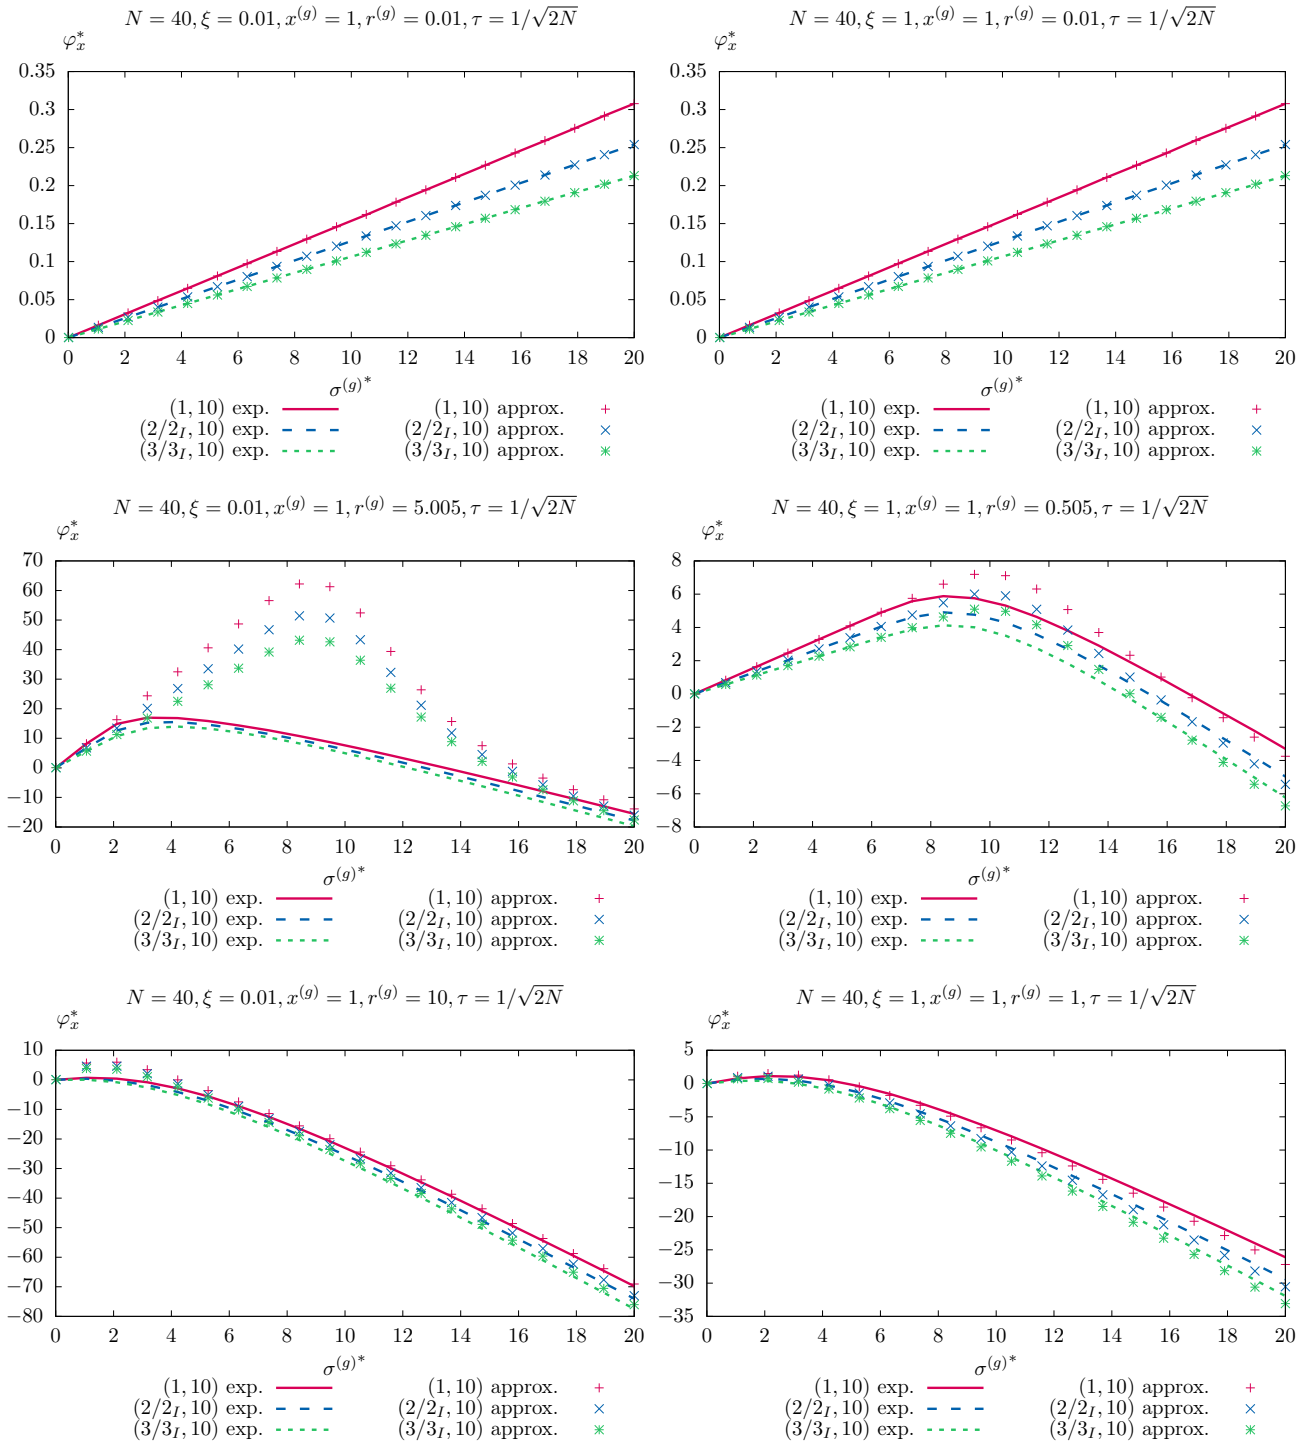 N = 40, ξ = 0.01, x^(g) = 1, r^(g) = 0.01, τ = 1/√2N
φ*_x
0.35
0.3
0.25
0.2
0.15
0.1
0.05
0
0 2 4 6 8 10 12 14 16 18 20
σ^(g)*
(1, 10) exp. (1, 10) approx.
(2/2_I, 10) exp. (2/2_I, 10) approx.
(3/3_I, 10) exp. (3/3_I, 10) approx.
N = 40, ξ = 1, x^(g) = 1, r^(g) = 0.01, τ = 1/√2N
φ*_x
0.35
0.3
0.25
0.2
0.15
0.1
0.05
0
0 2 4 6 8 10 12 14 16 18 20
σ^(g)*
(1, 10) exp. (1, 10) approx.
(2/2_I, 10) exp. (2/2_I, 10) approx.
(3/3_I, 10) exp. (3/3_I, 10) approx.
N = 40, ξ = 0.01, x^(g) = 1, r^(g) = 5.005, τ = 1/√2N
φ*_x
70
60
50
40
30
20
10
0
−10
−20
0 2 4 6 8 10 12 14 16 18 20
σ^(g)*
(1, 10) exp. (1, 10) approx.
(2/2_I, 10) exp. (2/2_I, 10) approx.
(3/3_I, 10) exp. (3/3_I, 10) approx.
N = 40, ξ = 1, x^(g) = 1, r^(g) = 0.505, τ = 1/√2N
φ*_x
8
6
4
2
0
−2
−4
−6
−8
0 2 4 6 8 10 12 14 16 18 20
σ^(g)*
(1, 10) exp. (1, 10) approx.
(2/2_I, 10) exp. (2/2_I, 10) approx.
(3/3_I, 10) exp. (3/3_I, 10) approx.
N = 40, ξ = 0.01, x^(g) = 1, r^(g) = 10, τ = 1/√2N
φ*_x
10
0
−10
−20
−30
−40
−50
−60
−70
−80
0 2 4 6 8 10 12 14 16 18 20
σ^(g)*
(1, 10) exp. (1, 10) approx.
(2/2_I, 10) exp. (2/2_I, 10) approx.
(3/3_I, 10) exp. (3/3_I, 10) approx.
N = 40, ξ = 1, x^(g) = 1, r^(g) = 1, τ = 1/√2N
φ*_x
5
0
−5
−10
−15
−20
−25
−30
−35
0 2 4 6 8 10 12 14 16 18 20
σ^(g)*
(1, 10) exp. (1, 10) approx.
(2/2_I, 10) exp. (2/2_I, 10) approx.
(3/3_I, 10) exp. (3/3_I, 10) approx.